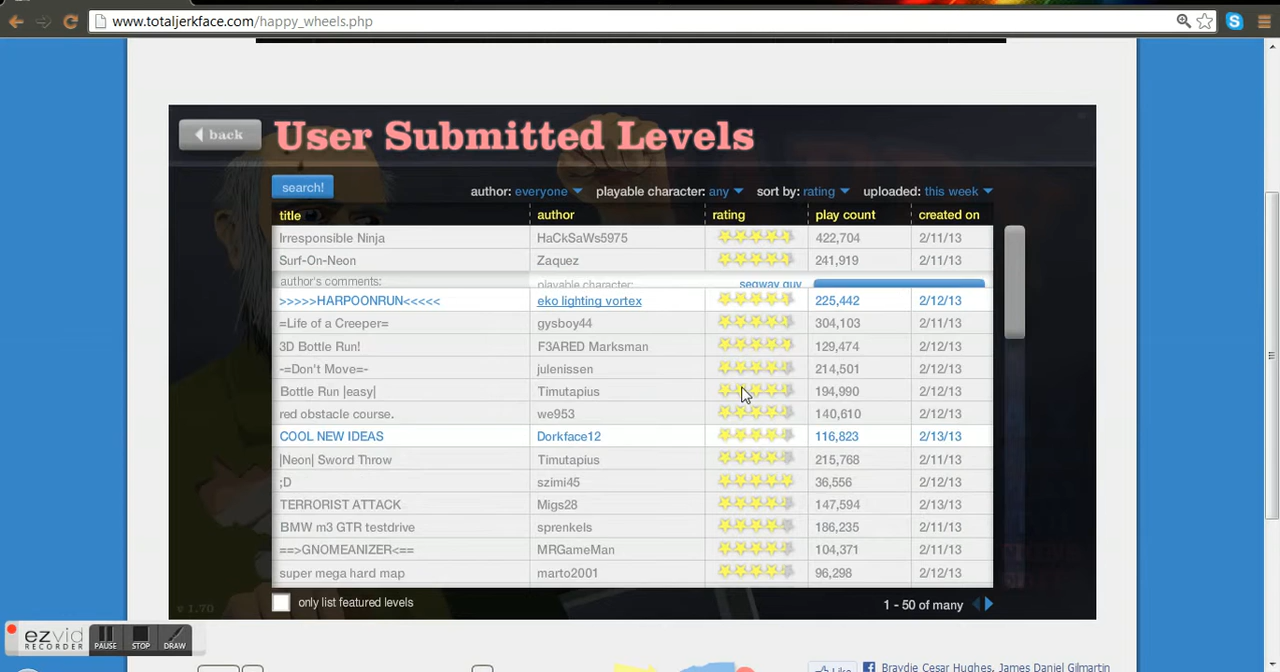 www.totaljerkface.com/happy_wheels.php
back
User Submitted Levels
search!
author: everyone playable character: any sort by: rating uploaded: this week
title author rating play count created on
Irresponsible Ninja HaCkSaWs5975 422,704 2/11/13
Surf-On-Neon Zaquez 241,919 2/11/13
author's comments: playable character: segway guy
>>>>>HARPOONRUN<<<<< eko lighting vortex 225,442 2/12/13
=Life of a Creeper= gysboy44 304,103 2/11/13
3D Bottle Run! F3ARED Marksman 129,474 2/12/13
-=Don't Move=- julenissen 214,501 2/12/13
Bottle Run |easy| Timutapius 194,990 2/12/13
red obstacle course. we953 140,610 2/12/13
COOL NEW IDEAS Dorkface12 116,823 2/13/13
|Neon| Sword Throw Timutapius 215,768 2/11/13
;D szimi45 36,556 2/12/13
TERRORIST ATTACK Migs28 147,594 2/13/13
BMW m3 GTR testdrive sprenkels 186,235 2/11/13
==>GNOMEANIZER<== MRGameMan 104,371 2/11/13
super mega hard map marto2001 96,298 2/12/13
only list featured levels 1 - 50 of many
v 1.70
ezvid
RECORDER
PAUSE STOP DRAW
Like Braydie Cesar Hughes, James Daniel Gilmartin